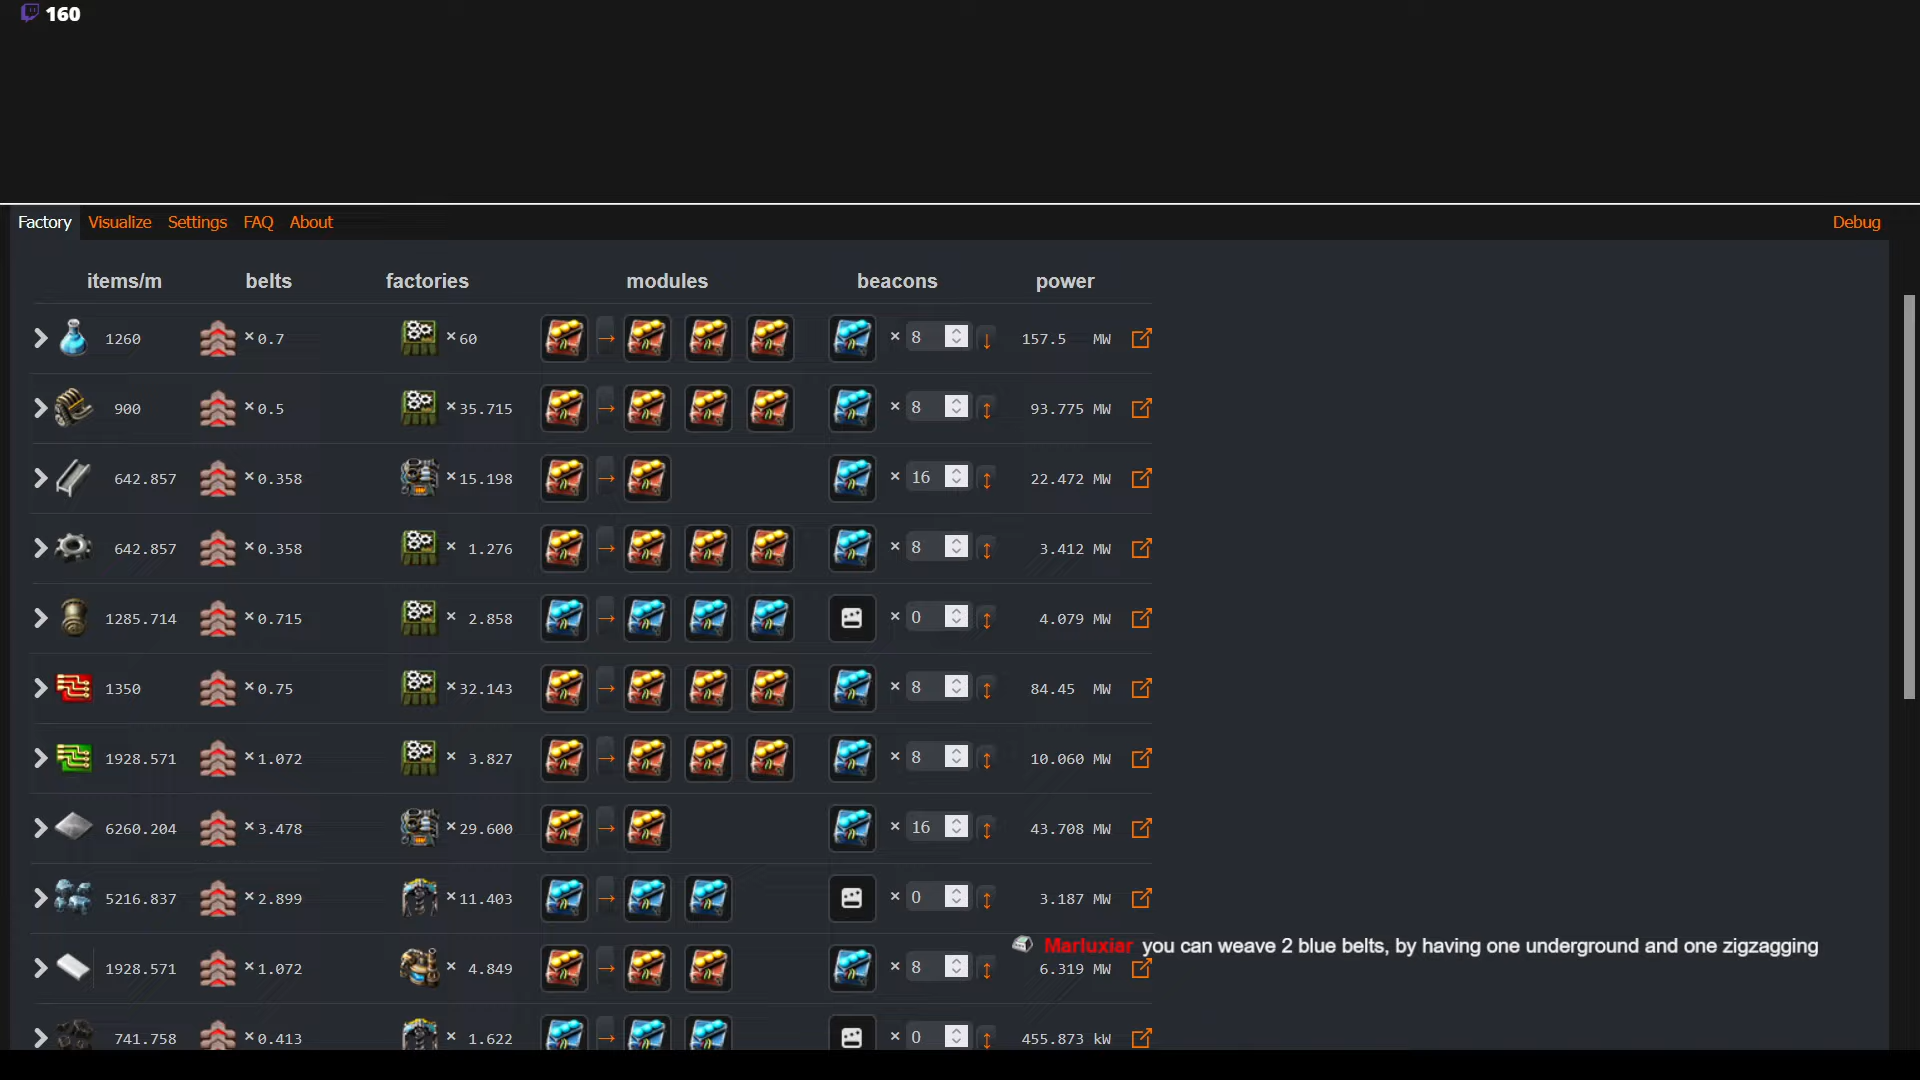 160
Factory Visualize Settings FAQ About Debug
items/m belts factories modules beacons power
1260 × 0.7 × 60 → × 8 ↓ 157.5 MW
900 × 0.5 × 35.715 → × 8 ↕ 93.775 MW
642.857 × 0.358 × 15.198 → × 16 ↕ 22.472 MW
642.857 × 0.358 × 1.276 → × 8 ↕ 3.412 MW
1285.714 × 0.715 × 2.858 → × 0 ↕ 4.079 MW
1350 × 0.75 × 32.143 → × 8 ↕ 84.45 MW
1928.571 × 1.072 × 3.827 → × 8 ↕ 10.060 MW
6260.204 × 3.478 × 29.600 → × 16 ↕ 43.708 MW
5216.837 × 2.899 × 11.403 → × 0 ↕ 3.187 MW
Marluxiar you can weave 2 blue belts, by having one underground and one zigzagging
1928.571 × 1.072 × 4.849 → × 8 ↕ 6.319 MW
741.758 × 0.413 × 1.622 → × 0 ↕ 455.873 kW